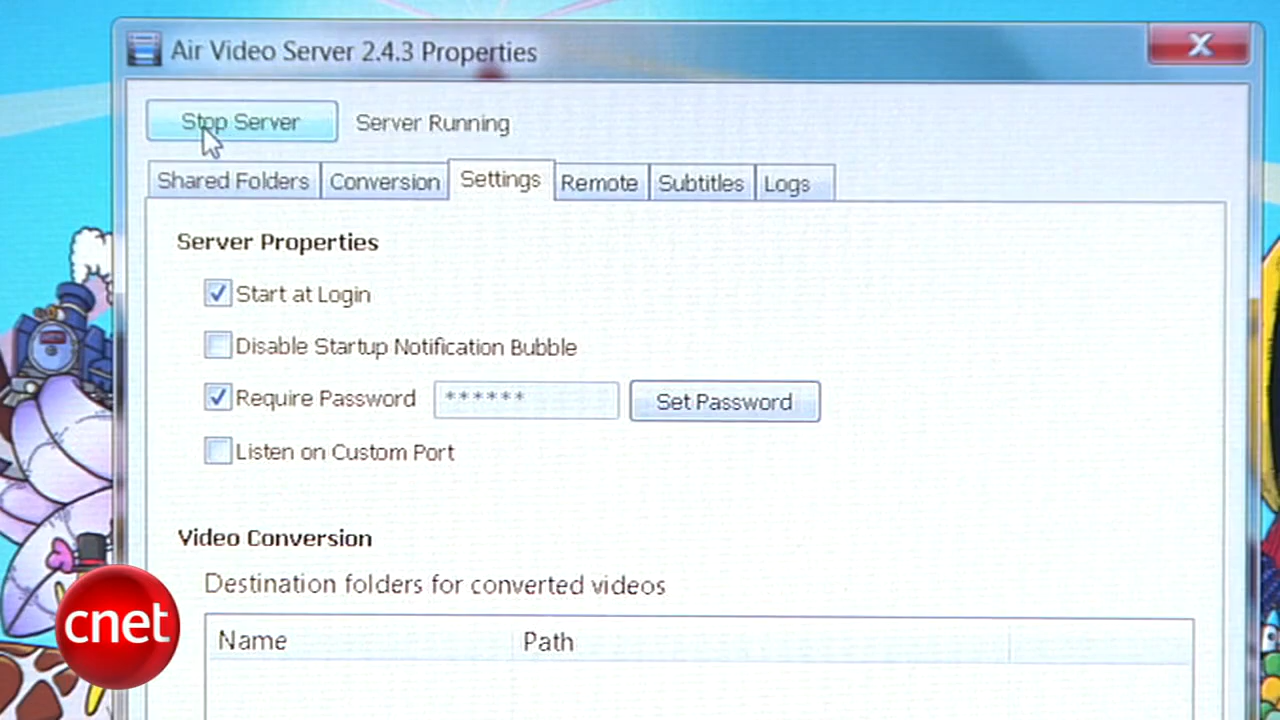 Air Video Server 2.4.3 Properties
Stop Server Server Running
Shared Folders Conversion Settings Remote Subtitles Logs
Server Properties
Start at Login
Disable Startup Notification Bubble
Require Password ****** Set Password
Listen on Custom Port
Video Conversion
Destination folders for converted videos
cnet
Name Path